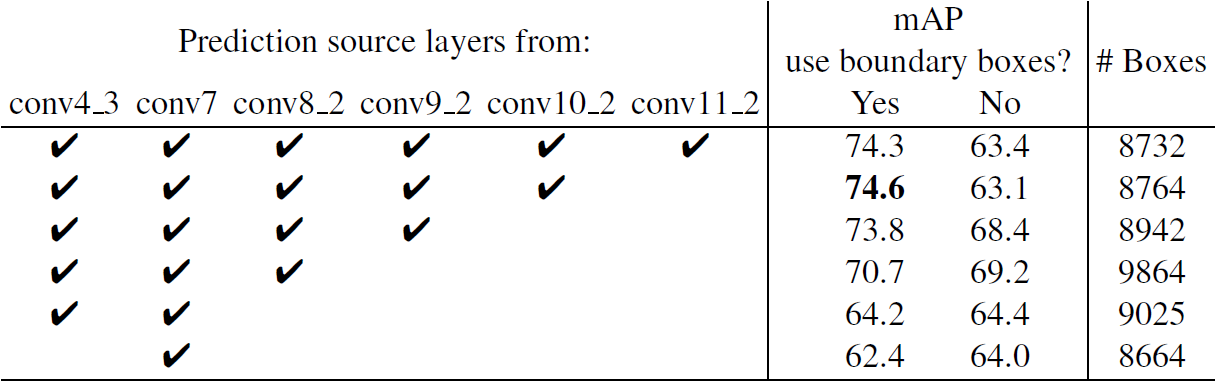 Prediction source layers from:
mAP
use boundary boxes?
# Boxes
conv4_3 conv7 conv8_2 conv9_2 conv10_2 conv11_2 Yes No
✔ ✔ ✔ ✔ ✔ ✔ 74.3 63.4 8732
✔ ✔ ✔ ✔ ✔ 74.6 63.1 8764
✔ ✔ ✔ ✔ 73.8 68.4 8942
✔ ✔ ✔ 70.7 69.2 9864
✔ ✔ 64.2 64.4 9025
✔ 62.4 64.0 8664